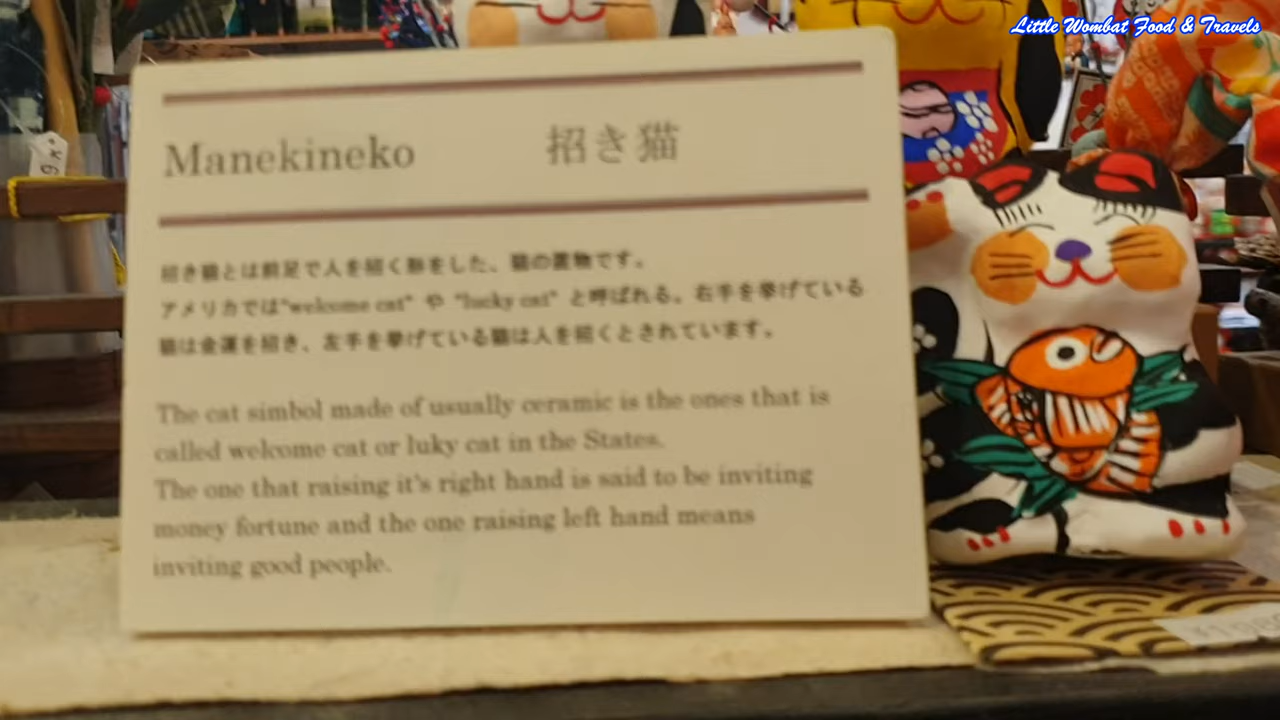 Little Wombat Food & Travels
Manekineko 招き猫
招き猫とは前足で人を招く形をした、猫の置物です。
アメリカでは"welcome cat" や "lucky cat" と呼ばれる。右手を挙げている
猫は金運を招き、左手を挙げている猫は人を招くとされています。
The cat simbol made of usually ceramic is the ones that is
called welcome cat or luky cat in the States.
The one that raising it's right hand is said to be inviting
money fortune and the one raising left hand means
inviting good people.